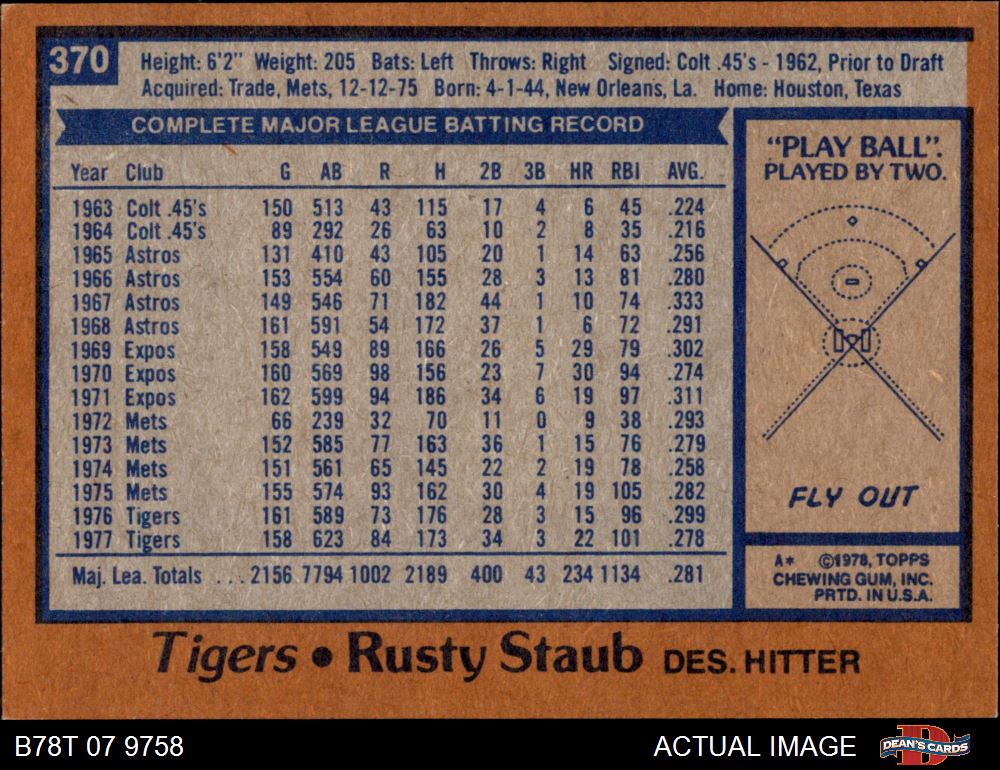 370
Height: 6'2" Weight: 205 Bats: Left Throws: Right Signed: Colt .45's - 1962, Prior to Draft
Acquired: Trade, Mets, 12-12-75 Born: 4-1-44, New Orleans, La. Home: Houston, Texas
COMPLETE MAJOR LEAGUE BATTING RECORD
Year Club G AB R H 2B 3B HR RBI AVG.
1963 Colt .45's 150 513 43 115 17 4 6 45 .224
1964 Colt .45's 89 292 26 63 10 2 8 35 .216
1965 Astros 131 410 43 105 20 1 14 63 .256
1966 Astros 153 554 60 155 28 3 13 81 .280
1967 Astros 149 546 71 182 44 1 10 74 .333
1968 Astros 161 591 54 172 37 1 6 72 .291
1969 Expos 158 549 89 166 26 5 29 79 .302
1970 Expos 160 569 98 156 23 7 30 94 .274
1971 Expos 162 599 94 186 34 6 19 97 .311
1972 Mets 66 239 32 70 11 0 9 38 .293
1973 Mets 152 585 77 163 36 1 15 76 .279
1974 Mets 151 561 65 145 22 2 19 78 .258
1975 Mets 155 574 93 162 30 4 19 105 .282
1976 Tigers 161 589 73 176 28 3 15 96 .299
1977 Tigers 158 623 84 173 34 3 22 101 .278
Maj. Lea. Totals ... 2156 7794 1002 2189 400 43 234 1134 .281
"PLAY BALL".
PLAYED BY TWO.
FLY OUT
A* ©1978, TOPPS
CHEWING GUM, INC.
PRTD. IN U.S.A.
Tigers • Rusty Staub DES. HITTER
B78T 07 9758 ACTUAL IMAGE
DEAN'S CARDS